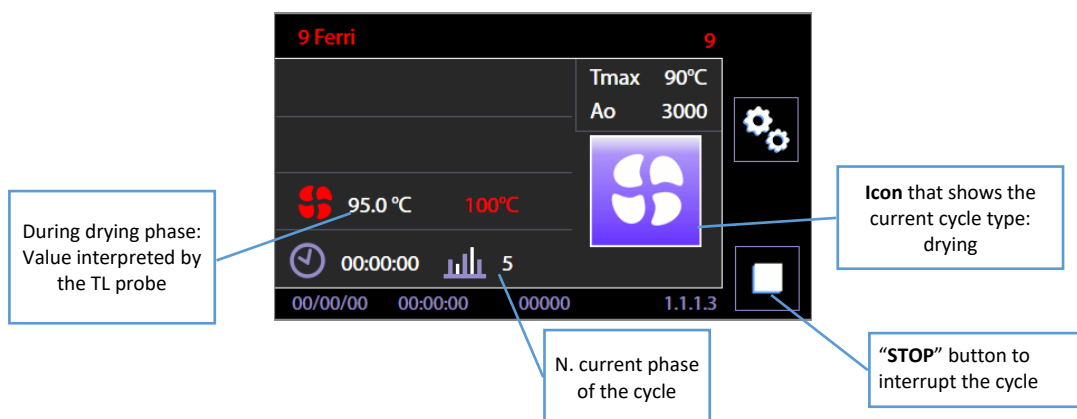 9 Ferri 9
Tmax 90°C
Ao 3000
95.0 °C 100°C
00:00:00 5
00/00/00 00:00:00 00000 1.1.1.3
During drying phase:
Value interpreted by
the TL probe
Icon that shows the
current cycle type:
drying
N. current phase
of the cycle
“STOP” button to
interrupt the cycle